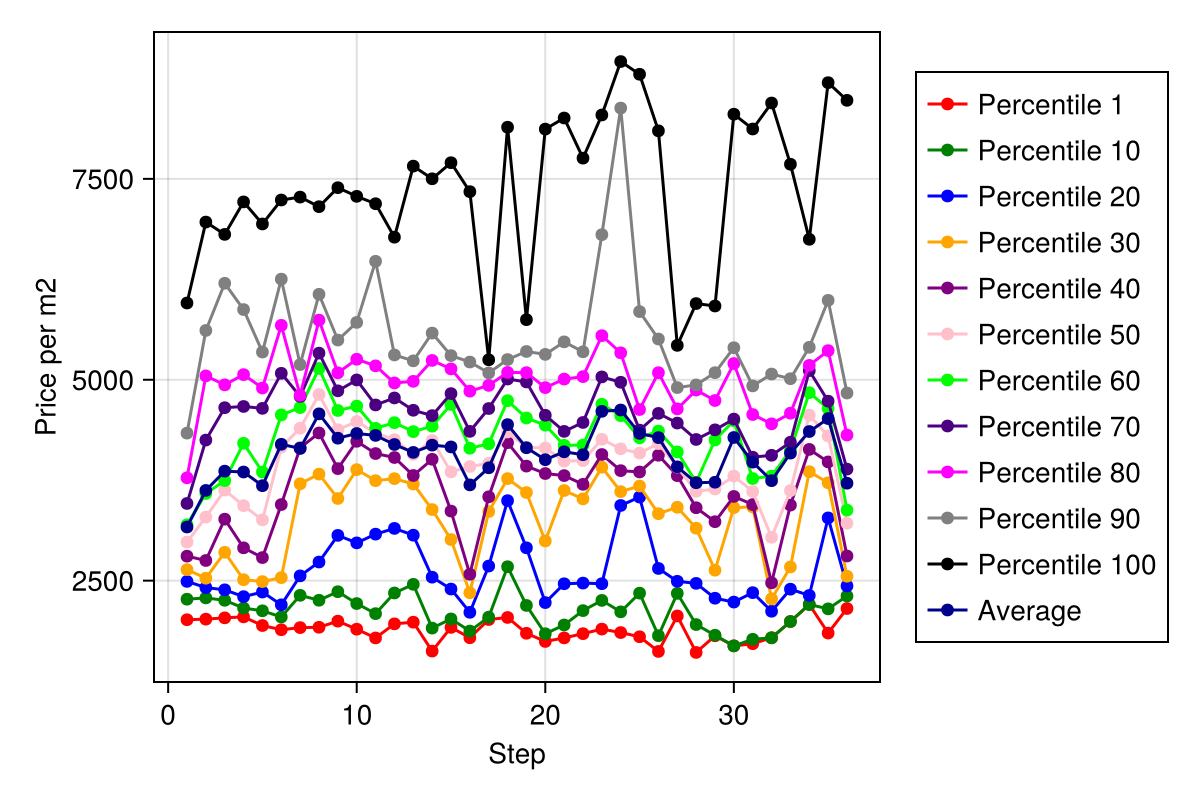 Price per m2
7500
5000
2500
0
10
20
30
Step
Percentile 1
Percentile 10
Percentile 20
Percentile 30
Percentile 40
Percentile 50
Percentile 60
Percentile 70
Percentile 80
Percentile 90
Percentile 100
Average